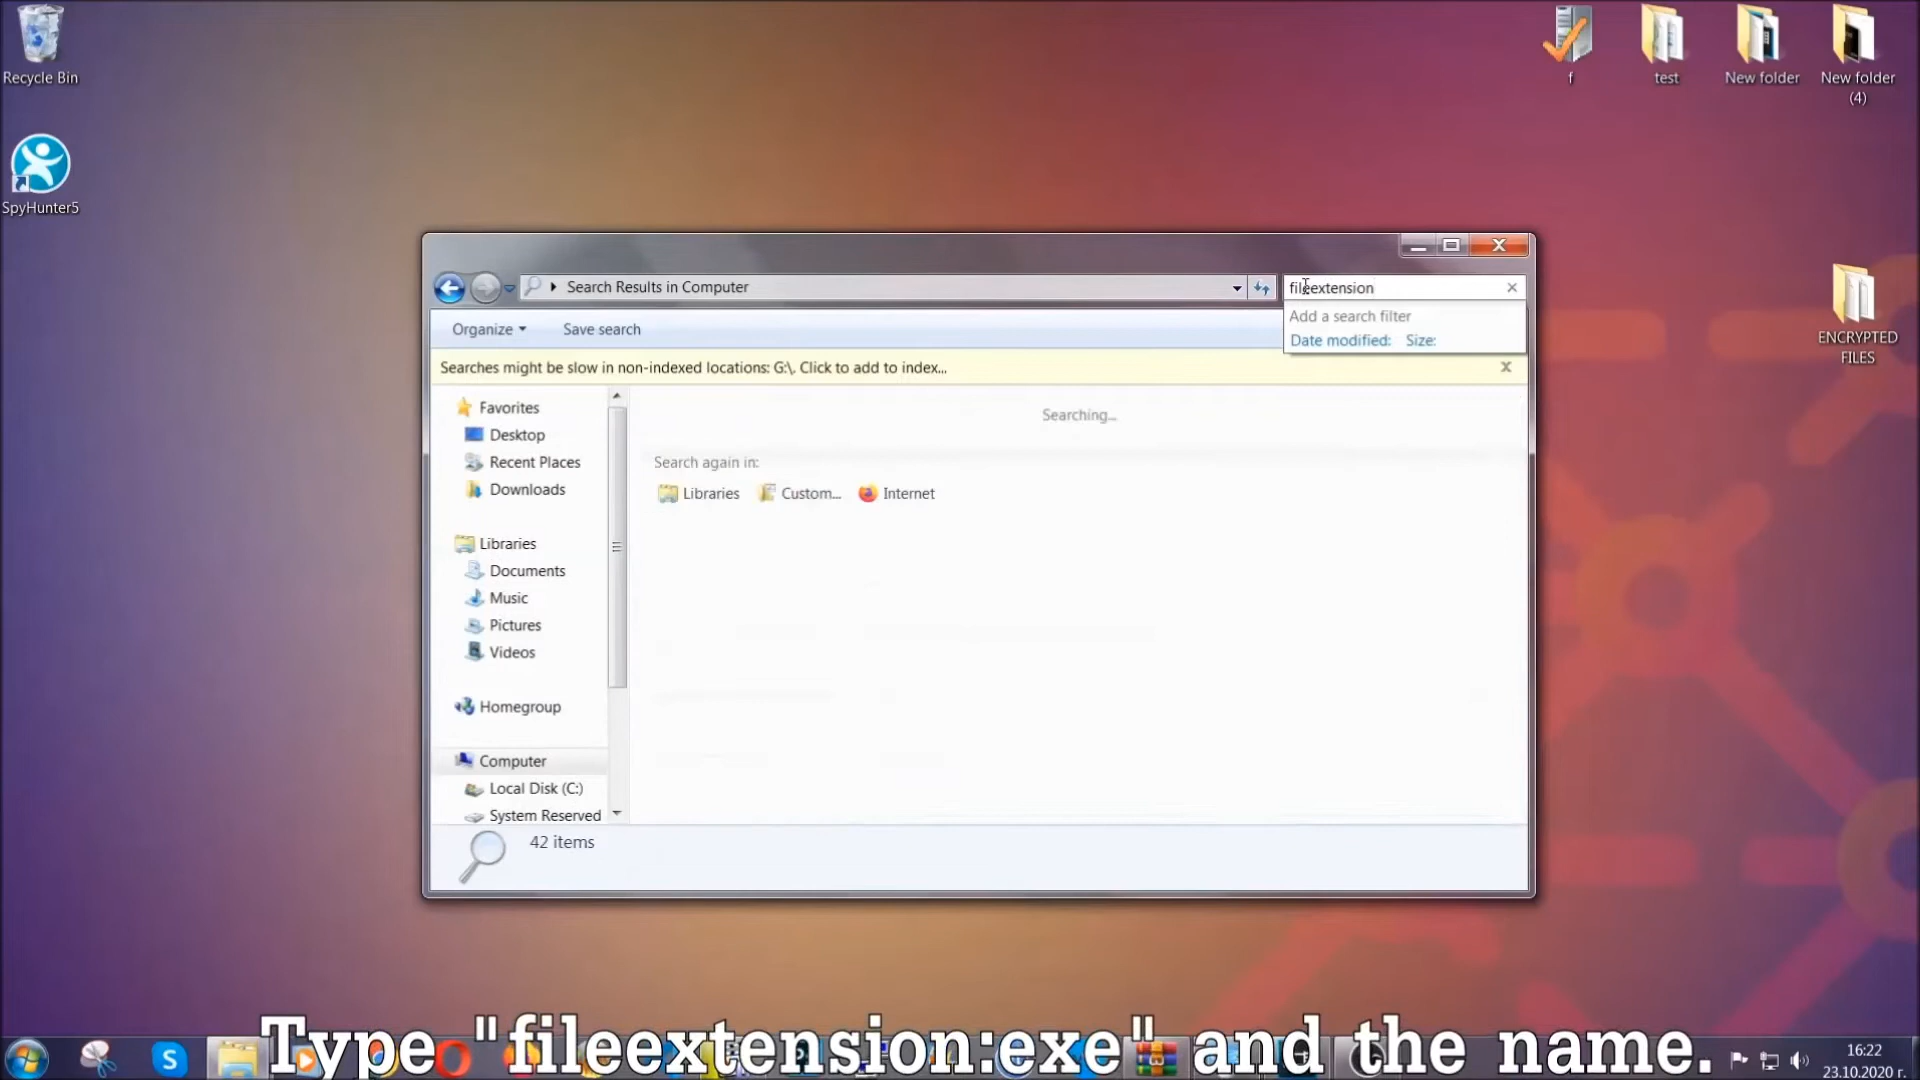 Recycle Bin
SpyHunter5
f
test
New folder
New folder
(4)
ENCRYPTED
FILES
Search Results in Computer
fileextension
Add a search filter
Date modified: Size:
Organize
Save search
Searches might be slow in non-indexed locations: G:\. Click to add to index...
Favorites
Desktop
Recent Places
Downloads
Libraries
Documents
Music
Pictures
Videos
Homegroup
Computer
Local Disk (C:)
System Reserved
Searching...
Search again in:
Libraries Custom... Internet
42 items
Type "fileextension:exe" and the name.
16:22
23.10.2020 г.